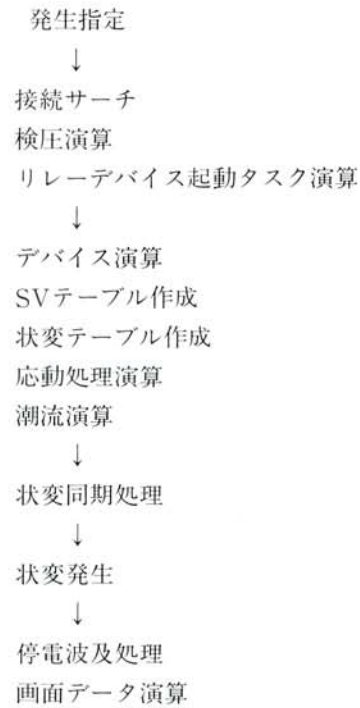 発生指定
↓
接続サーチ
検圧演算
リレーデバイス起動タスク演算
↓
デバイス演算
SVテーブル作成
状変テーブル作成
応動処理演算
潮流演算
↓
状変同期処理
↓
状変発生
↓
停電波及処理
画面データ演算